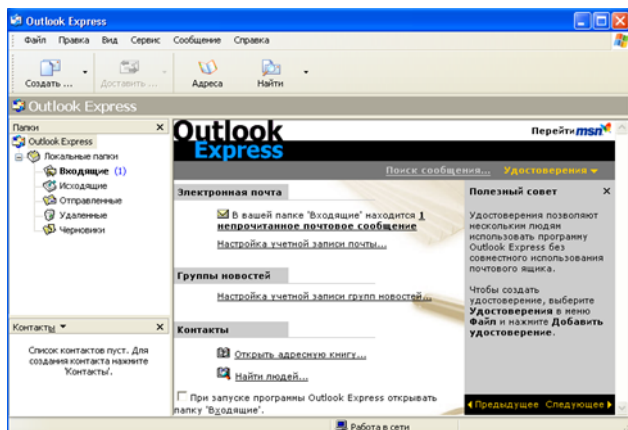 Outlook Express
Файл Правка Вид Сервис Сообщение Справка
Создать ... Доставить ... Адреса Найти
Outlook Express
Папки
Outlook Express
Локальные папки
Входящие (1)
Исходящие
Отправленные
Удаленные
Черновики
Контакты
Список контактов пуст. Для
создания контакта нажмите
'Контакты'.
Outlook
Express
Перейти msn
Поиск сообщения... Удостоверения
Электронная почта
В вашей папке 'Входящие' находится 1
непрочитанное почтовое сообщение
Настройка учетной записи почты...
Группы новостей
Настройка учетной записи групп новостей...
Контакты
Открыть адресную книгу...
Найти людей...
При запуске программы Outlook Express открывать
папку 'Входящие'.
Полезный совет
Удостоверения позволяют
нескольким людям
использовать программу
Outlook Express без
совместного использования
почтового ящика.
Чтобы создать
удостоверение, выберите
Удостоверения в меню
Файл и нажмите Добавить
удостоверение.
Предыдущее Следующее
Работа в сети